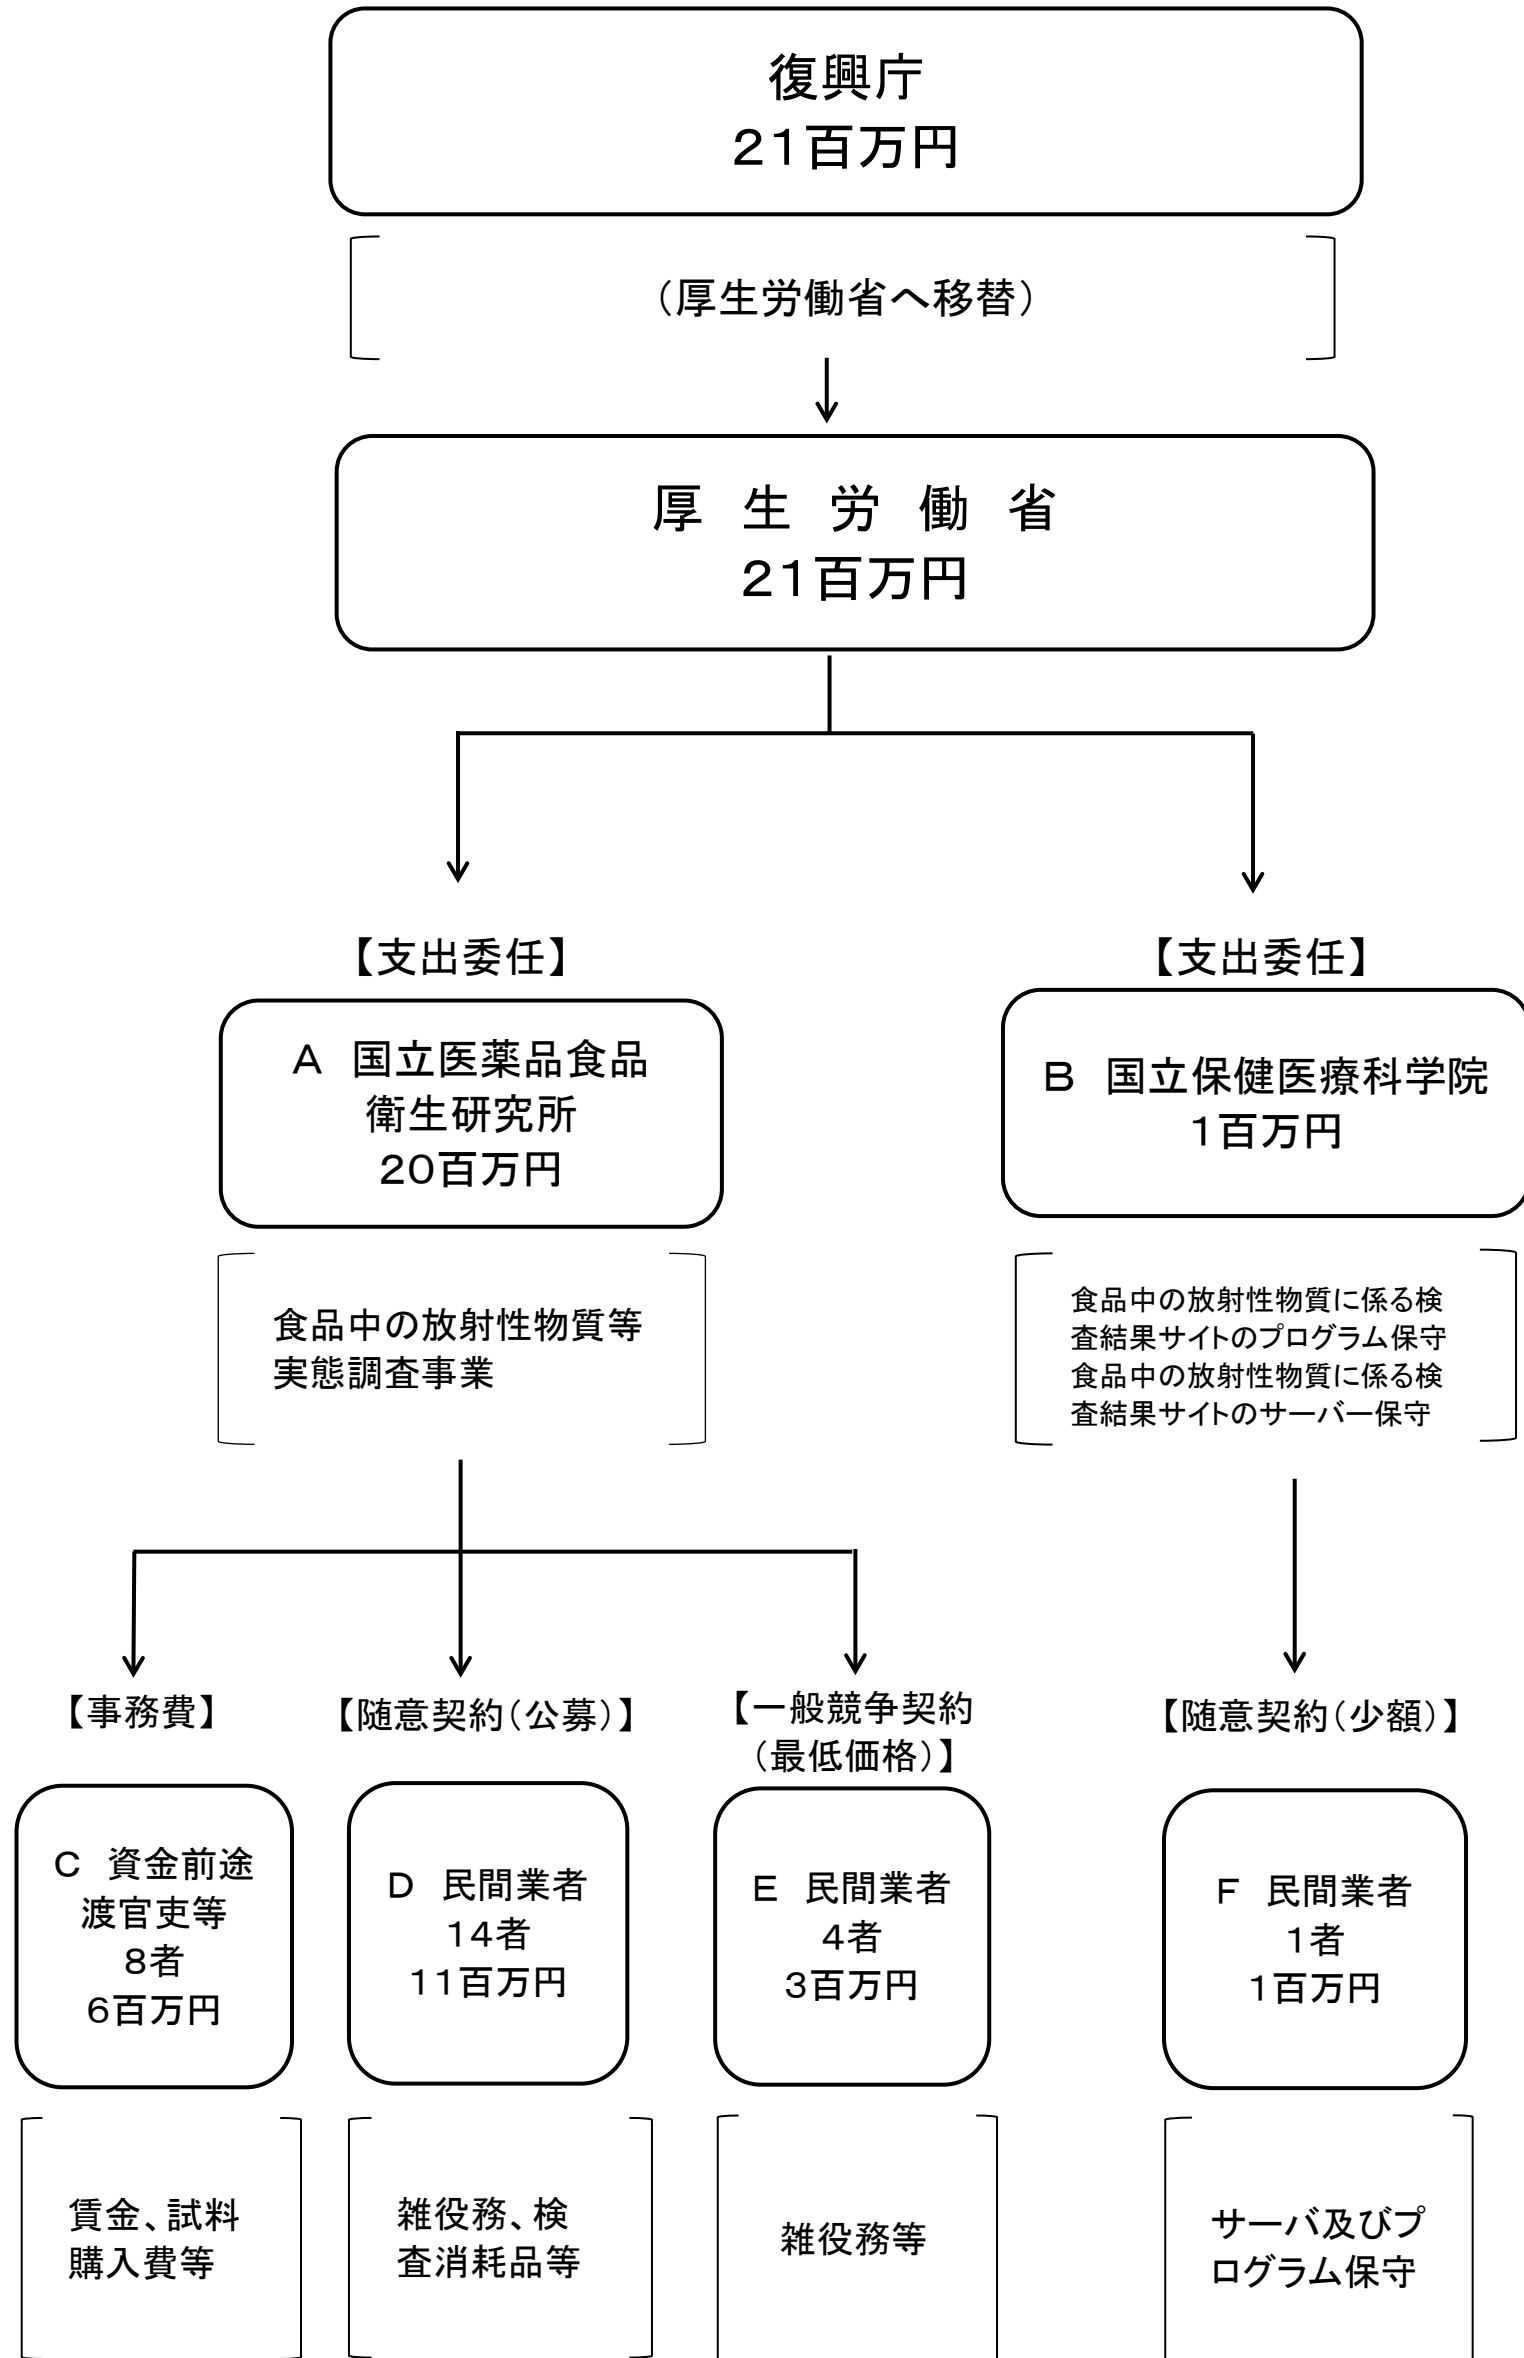 復興庁
21百万円
（厚生労働省へ移替）
厚　生　労　働　省
21百万円
【支出委任】
A　国立医薬品食品
衛生研究所
20百万円
食品中の放射性物質等
実態調査事業
【支出委任】
B　国立保健医療科学院
1百万円
食品中の放射性物質に係る検
査結果サイトのプログラム保守
食品中の放射性物質に係る検
査結果サイトのサーバー保守
【事務費】
C　資金前途
渡官吏等
8者
6百万円
賃金、試料
購入費等
【随意契約（公募）】
D　民間業者
14者
11百万円
雑役務、検
査消耗品等
【一般競争契約
（最低価格）】
E　民間業者
4者
3百万円
雑役務等
【随意契約（少額）】
F　民間業者
1者
1百万円
サーバ及びプ
ログラム保守